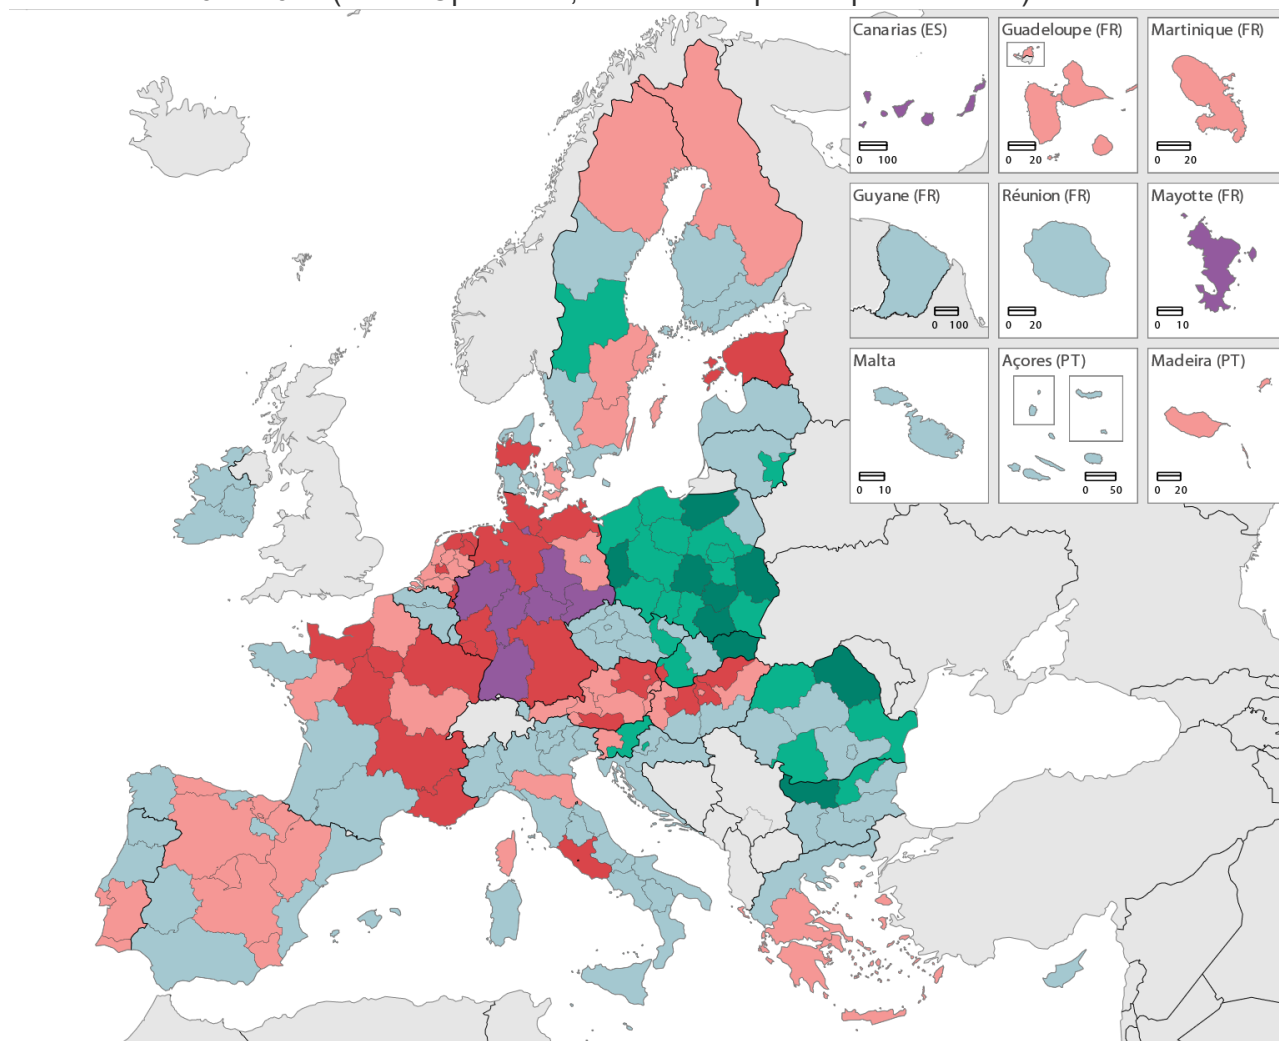 Canarias (ES)
0 100
Guadeloupe (FR)
0 20
Martinique (FR)
0 20
Guyane (FR)
0 100
Réunion (FR)
0 20
Mayotte (FR)
0 10
Malta
0 10
Açores (PT)
0 50
Madeira (PT)
0 20